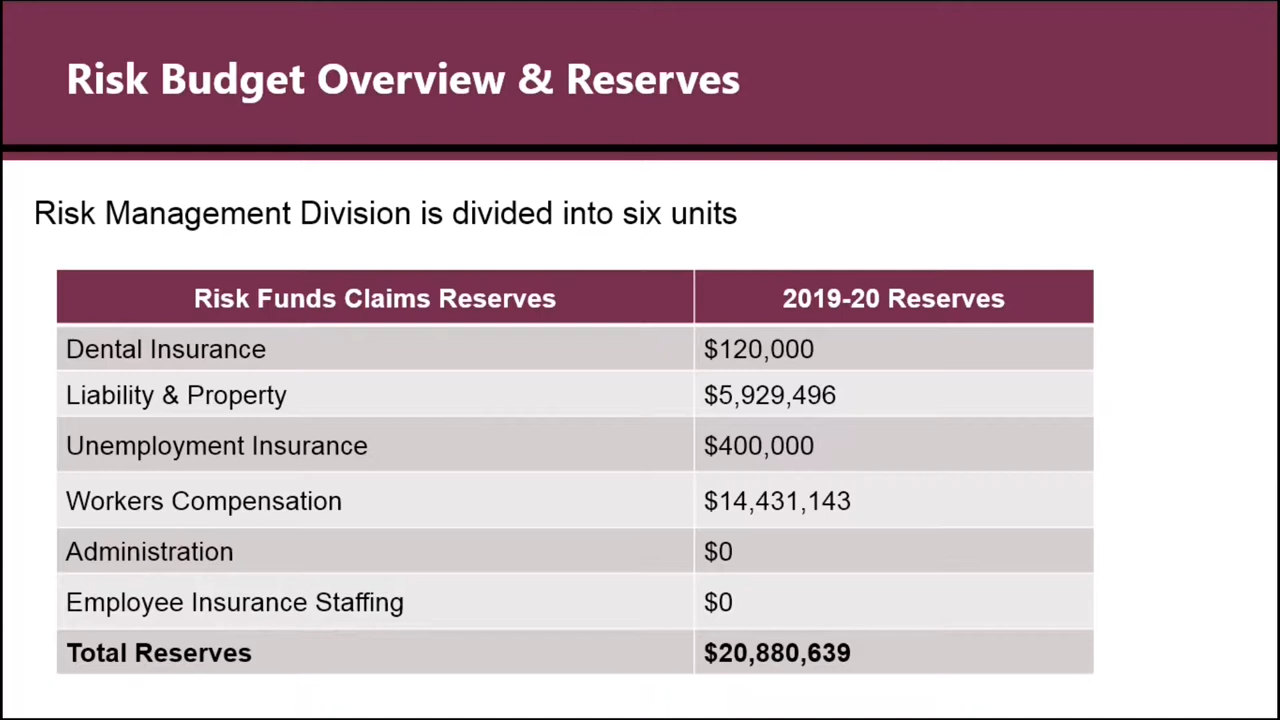 Risk Budget Overview & Reserves
Risk Management Division is divided into six units
Risk Funds Claims Reserves 2019-20 Reserves
Dental Insurance $120,000
Liability & Property $5,929,496
Unemployment Insurance $400,000
Workers Compensation $14,431,143
Administration $0
Employee Insurance Staffing $0
Total Reserves $20,880,639